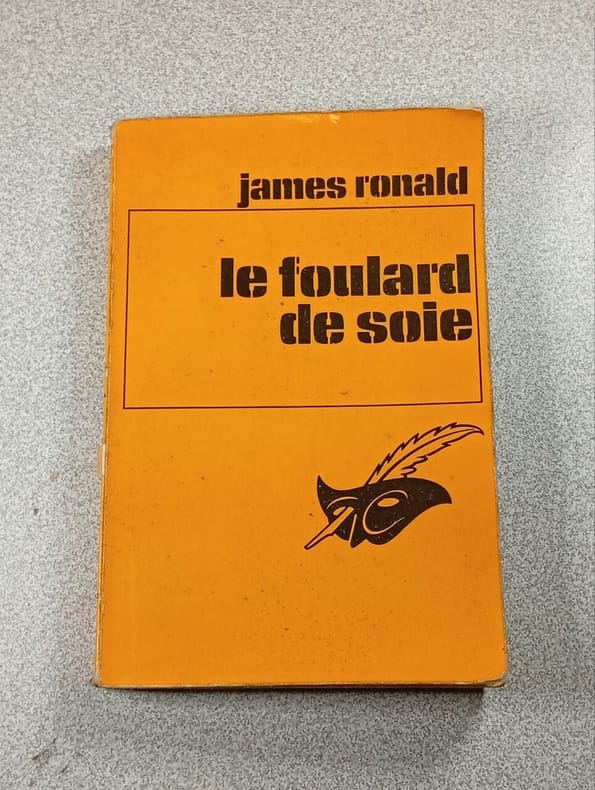 james ronald
le foulard
de soie